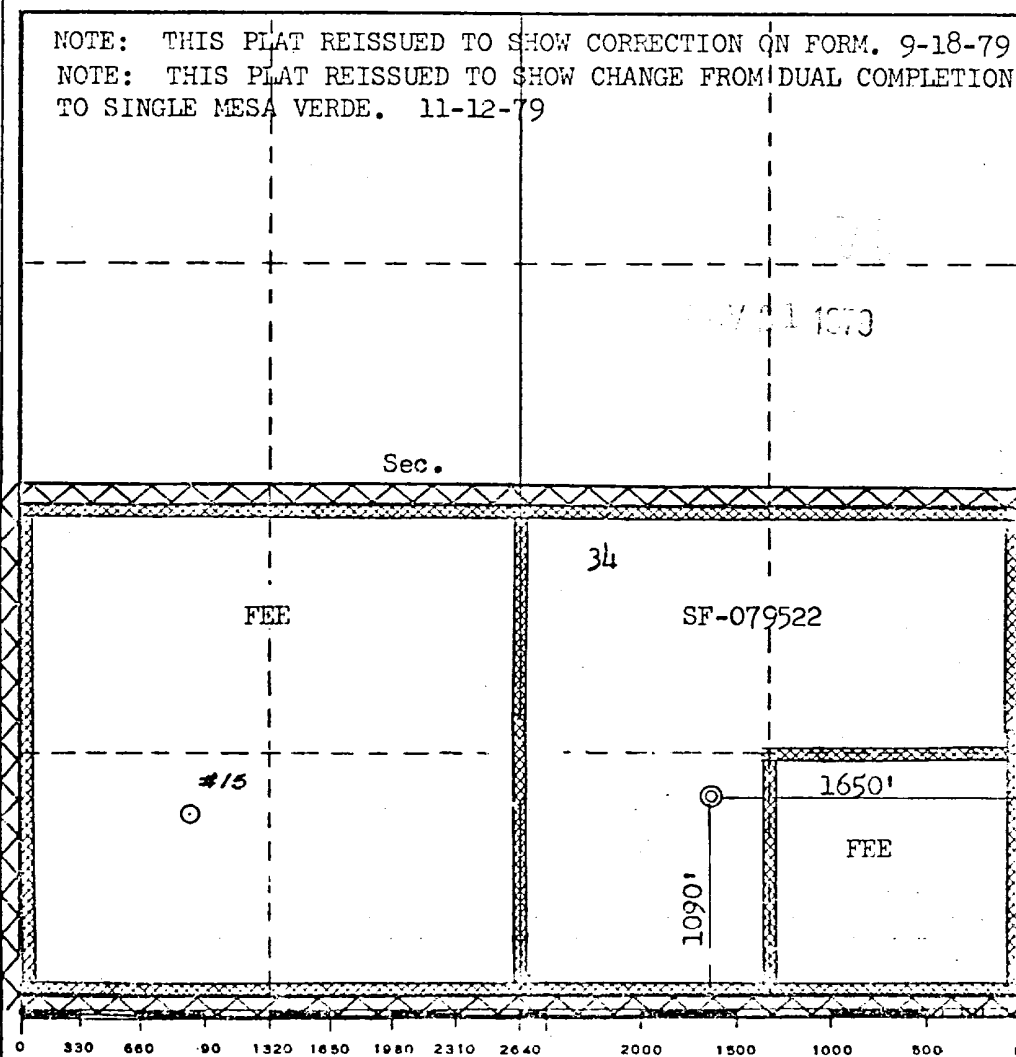 NOTE: THIS PLAT REISSUED TO SHOW CORRECTION ON FORM. 9-18-79
NOTE: THIS PLAT REISSUED TO SHOW CHANGE FROM DUAL COMPLETION
TO SINGLE MESA VERDE. 11-12-79
Sec.
34
FEE
SF-079522
#15
1650'
FEE
1090'
0 330 660 90 1320 1650 1980 2310 2640 2000 1500 1000 500